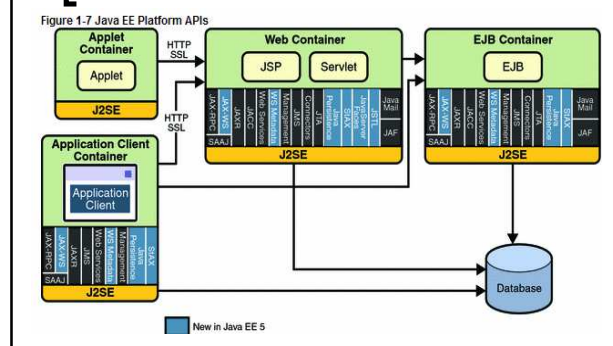 Figure 1-7 Java EE Platform APIs
Applet
Container
Applet
J2SE
HTTP
SSL
HTTP
SSL
Web Container
JSP
Servlet
JAX-RPC
SAAJ
JAX-WS
JAXR
JACC
Web Services
WS Metadata
Management
JMS
Connectors
JTA
Java
Persistence
StAX
JavaServer
Faces
JSTL
Java
Mail
JAF
J2SE
EJB Container
EJB
JAX-RPC
SAAJ
JAX-WS
JAXR
JACC
Web Services
WS Metadata
Management
JMS
Connectors
JTA
Java
Persistence
StAX
Java
Mail
JAF
J2SE
Application Client
Container
Application
Client
JAX-RPC
SAAJ
JAX-WS
JAXR
JMS
Web Services
WS Metadata
Management
Java
Persistence
StAX
J2SE
Database
New in Java EE 5